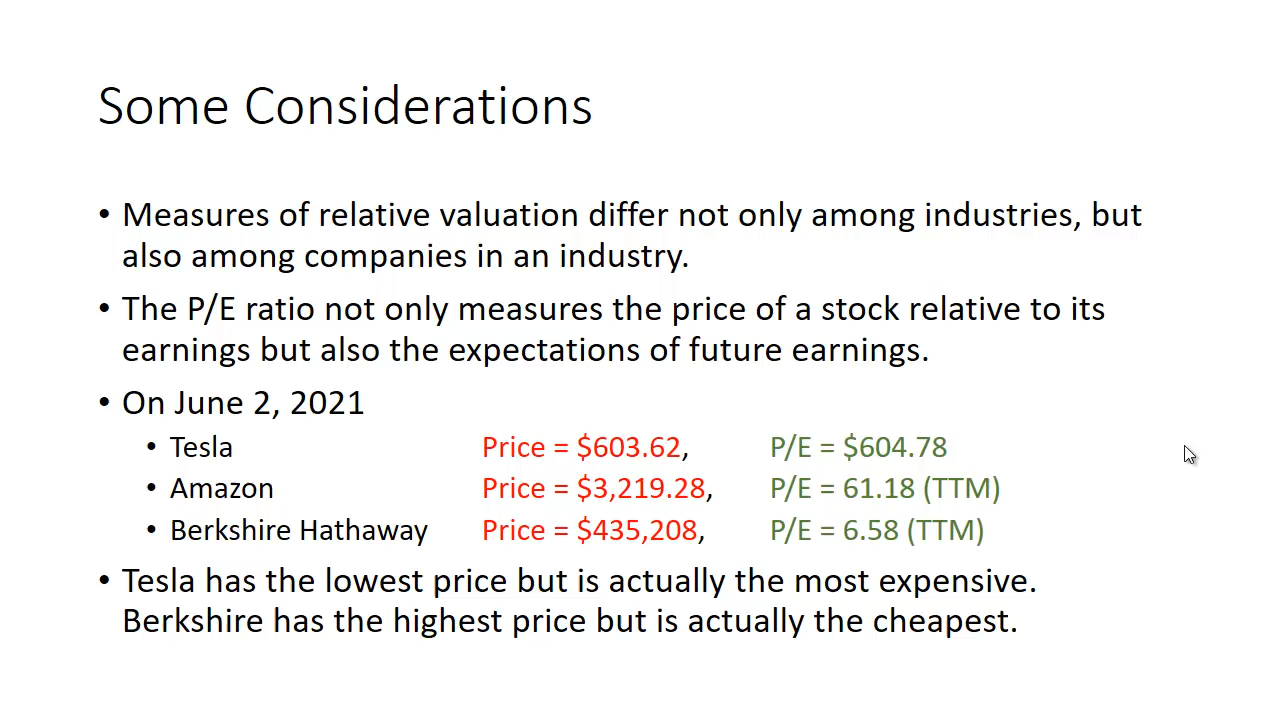 Some Considerations
• Measures of relative valuation differ not only among industries, but
also among companies in an industry.
• The P/E ratio not only measures the price of a stock relative to its
earnings but also the expectations of future earnings.
• On June 2, 2021
• Tesla Price = $603.62, P/E = $604.78
• Amazon Price = $3,219.28, P/E = 61.18 (TTM)
• Berkshire Hathaway Price = $435,208, P/E = 6.58 (TTM)
• Tesla has the lowest price but is actually the most expensive.
Berkshire has the highest price but is actually the cheapest.